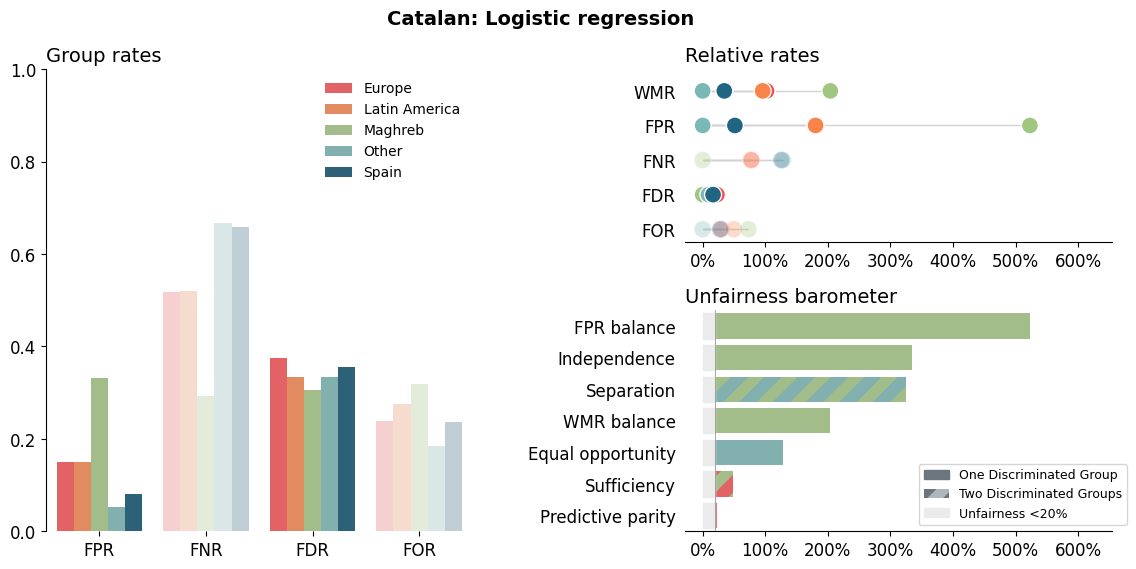 Catalan: Logistic regression
Group rates
1.0
0.8
0.6
0.4
0.2
0.0
FPR
FNR
FDR
FOR
Europe
Latin America
Maghreb
Other
Spain
Relative rates
WMR
FPR
FNR
FDR
FOR
0% 100% 200% 300% 400% 500% 600%
Unfairness barometer
FPR balance
Independence
Separation
WMR balance
Equal opportunity
Sufficiency
Predictive parity
One Discriminated Group
Two Discriminated Groups
Unfairness <20%
0% 100% 200% 300% 400% 500% 600%